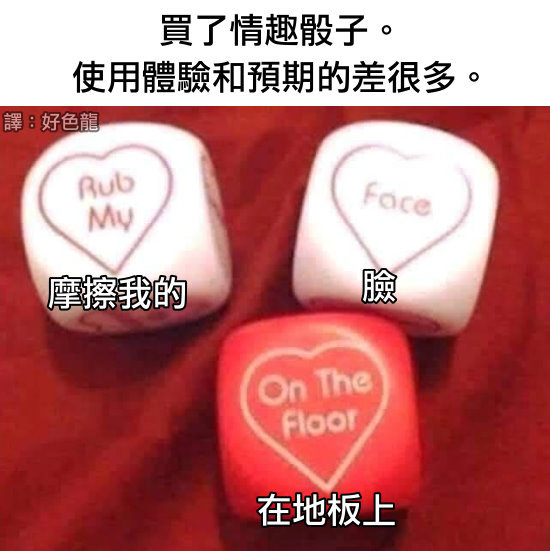 買了情趣骰子。
使用體驗和預期的差很多。
譯：好色龍
Rub
My
摩擦我的
Face
臉
On The
Floor
在地板上